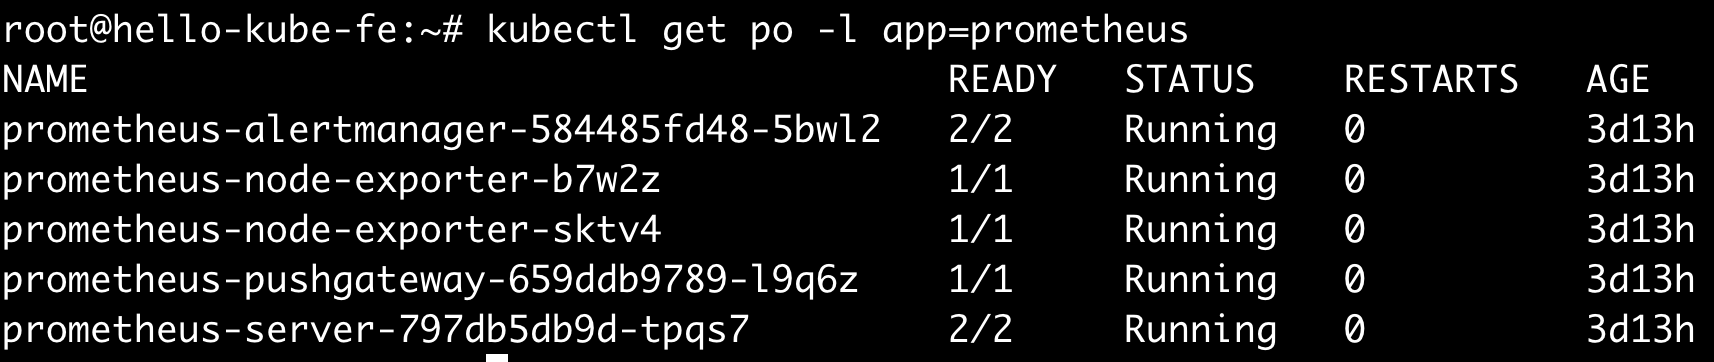 root@hello-kube-fe:~# kubectl get po -l app=prometheus
NAME                                       READY   STATUS    RESTARTS   AGE
prometheus-alertmanager-584485fd48-5bwl2   2/2     Running   0          3d13h
prometheus-node-exporter-b7w2z             1/1     Running   0          3d13h
prometheus-node-exporter-sktv4             1/1     Running   0          3d13h
prometheus-pushgateway-659ddb9789-l9q6z    1/1     Running   0          3d13h
prometheus-server-797db5db9d-tpqs7         2/2     Running   0          3d13h